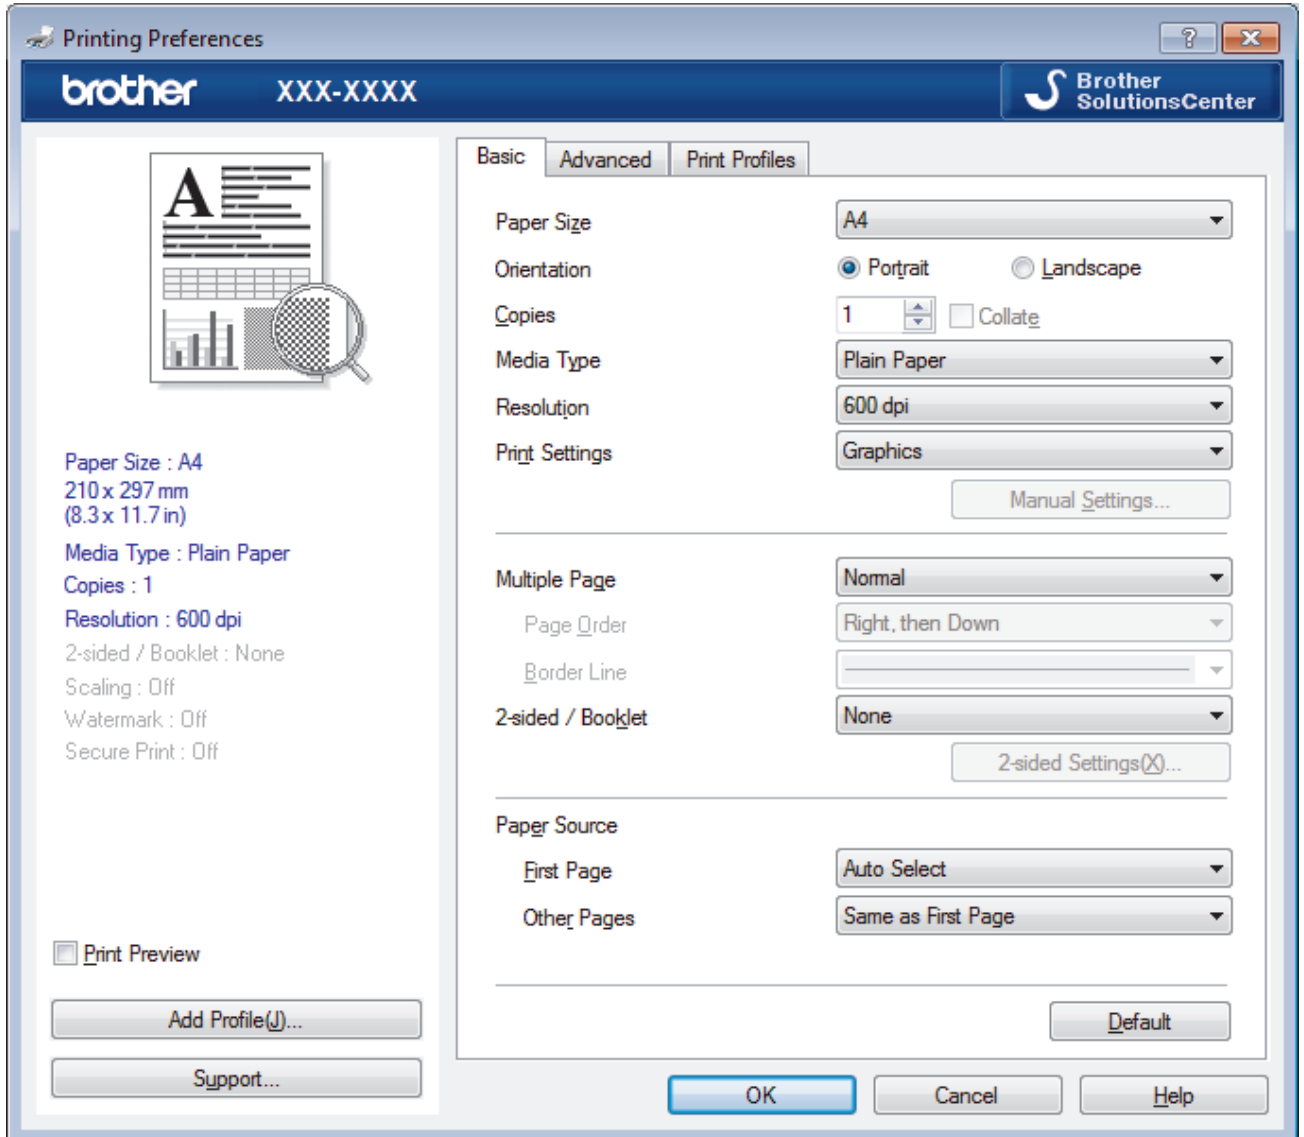 Printing Preferences
brother XXX-XXXX Brother
SolutionsCenter
A
Paper Size : A4
210 x 297 mm
(8.3 x 11.7 in)
Media Type : Plain Paper
Copies : 1
Resolution : 600 dpi
2-sided / Booklet : None
Scaling : Off
Watermark : Off
Secure Print : Off
Print Preview
Add Profile(J)...
Support...
Basic Advanced Print Profiles
Paper Size A4
Orientation Portrait Landscape
Copies 1 Collate
Media Type Plain Paper
Resolution 600 dpi
Print Settings Graphics
Manual Settings...
Multiple Page Normal
Page Order Right, then Down
Border Line
2-sided / Booklet None
2-sided Settings(X)...
Paper Source
First Page Auto Select
Other Pages Same as First Page
Default
OK Cancel Help